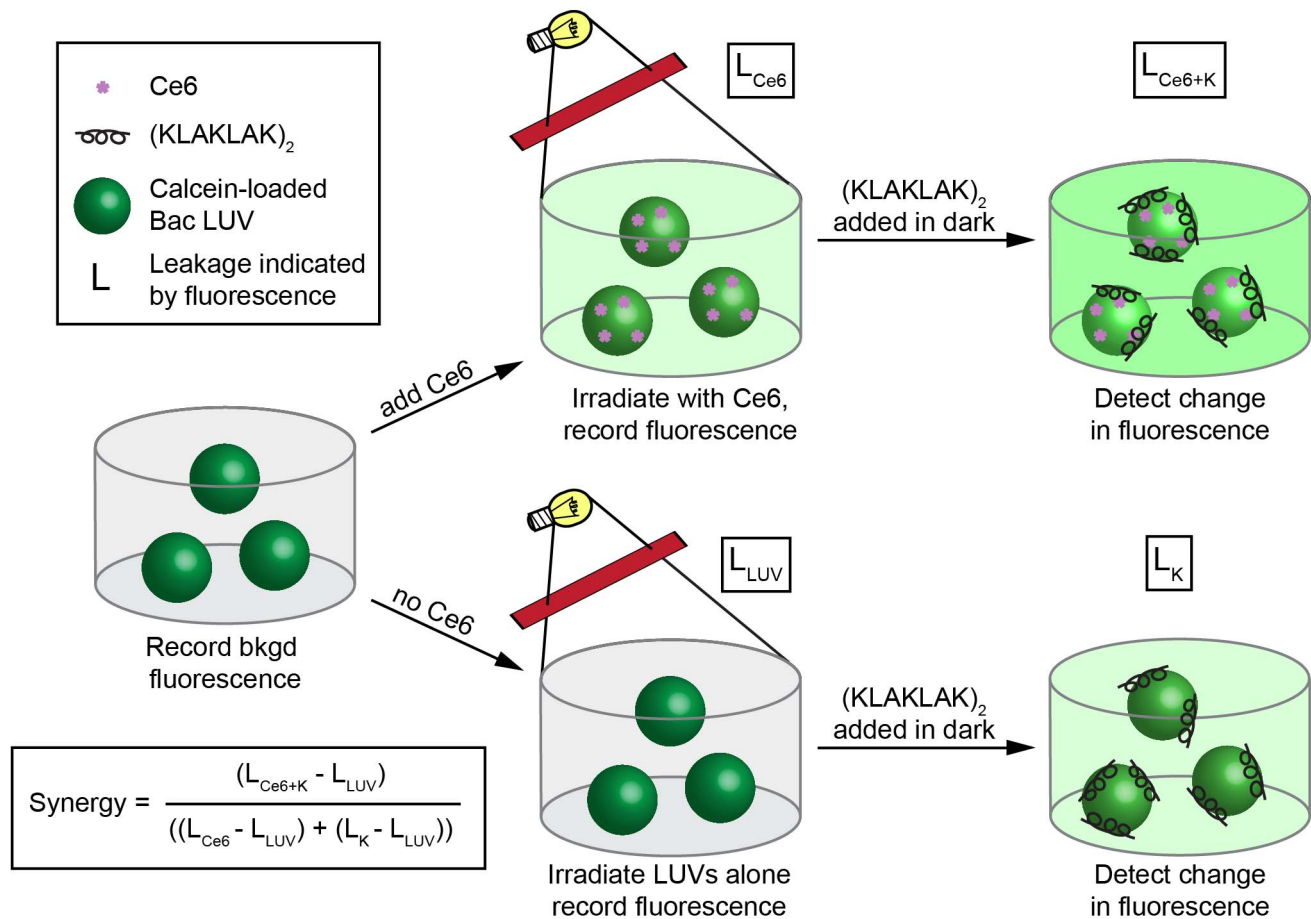 Ce6
(KLAKLAK)2
Calcein-loaded
Bac LUV
L
Leakage indicated
by fluorescence
LCe6
LCe6+K
(KLAKLAK)2
added in dark
add Ce6
Irradiate with Ce6,
record fluorescence
Detect change
in fluorescence
Record bkgd
fluorescence
no Ce6
LLUV
LK
(KLAKLAK)2
added in dark
Irradiate LUVs alone
record fluorescence
Detect change
in fluorescence
Synergy = (LCe6+K - LLUV)
((LCe6 - LLUV) + (LK - LLUV))